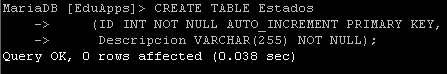 MariaDB [EduApps]> CREATE TABLE Estados
    ->     (ID INT NOT NULL AUTO_INCREMENT PRIMARY KEY,
    ->      Descripcion VARCHAR(255) NOT NULL);
Query OK, 0 rows affected (0.038 sec)